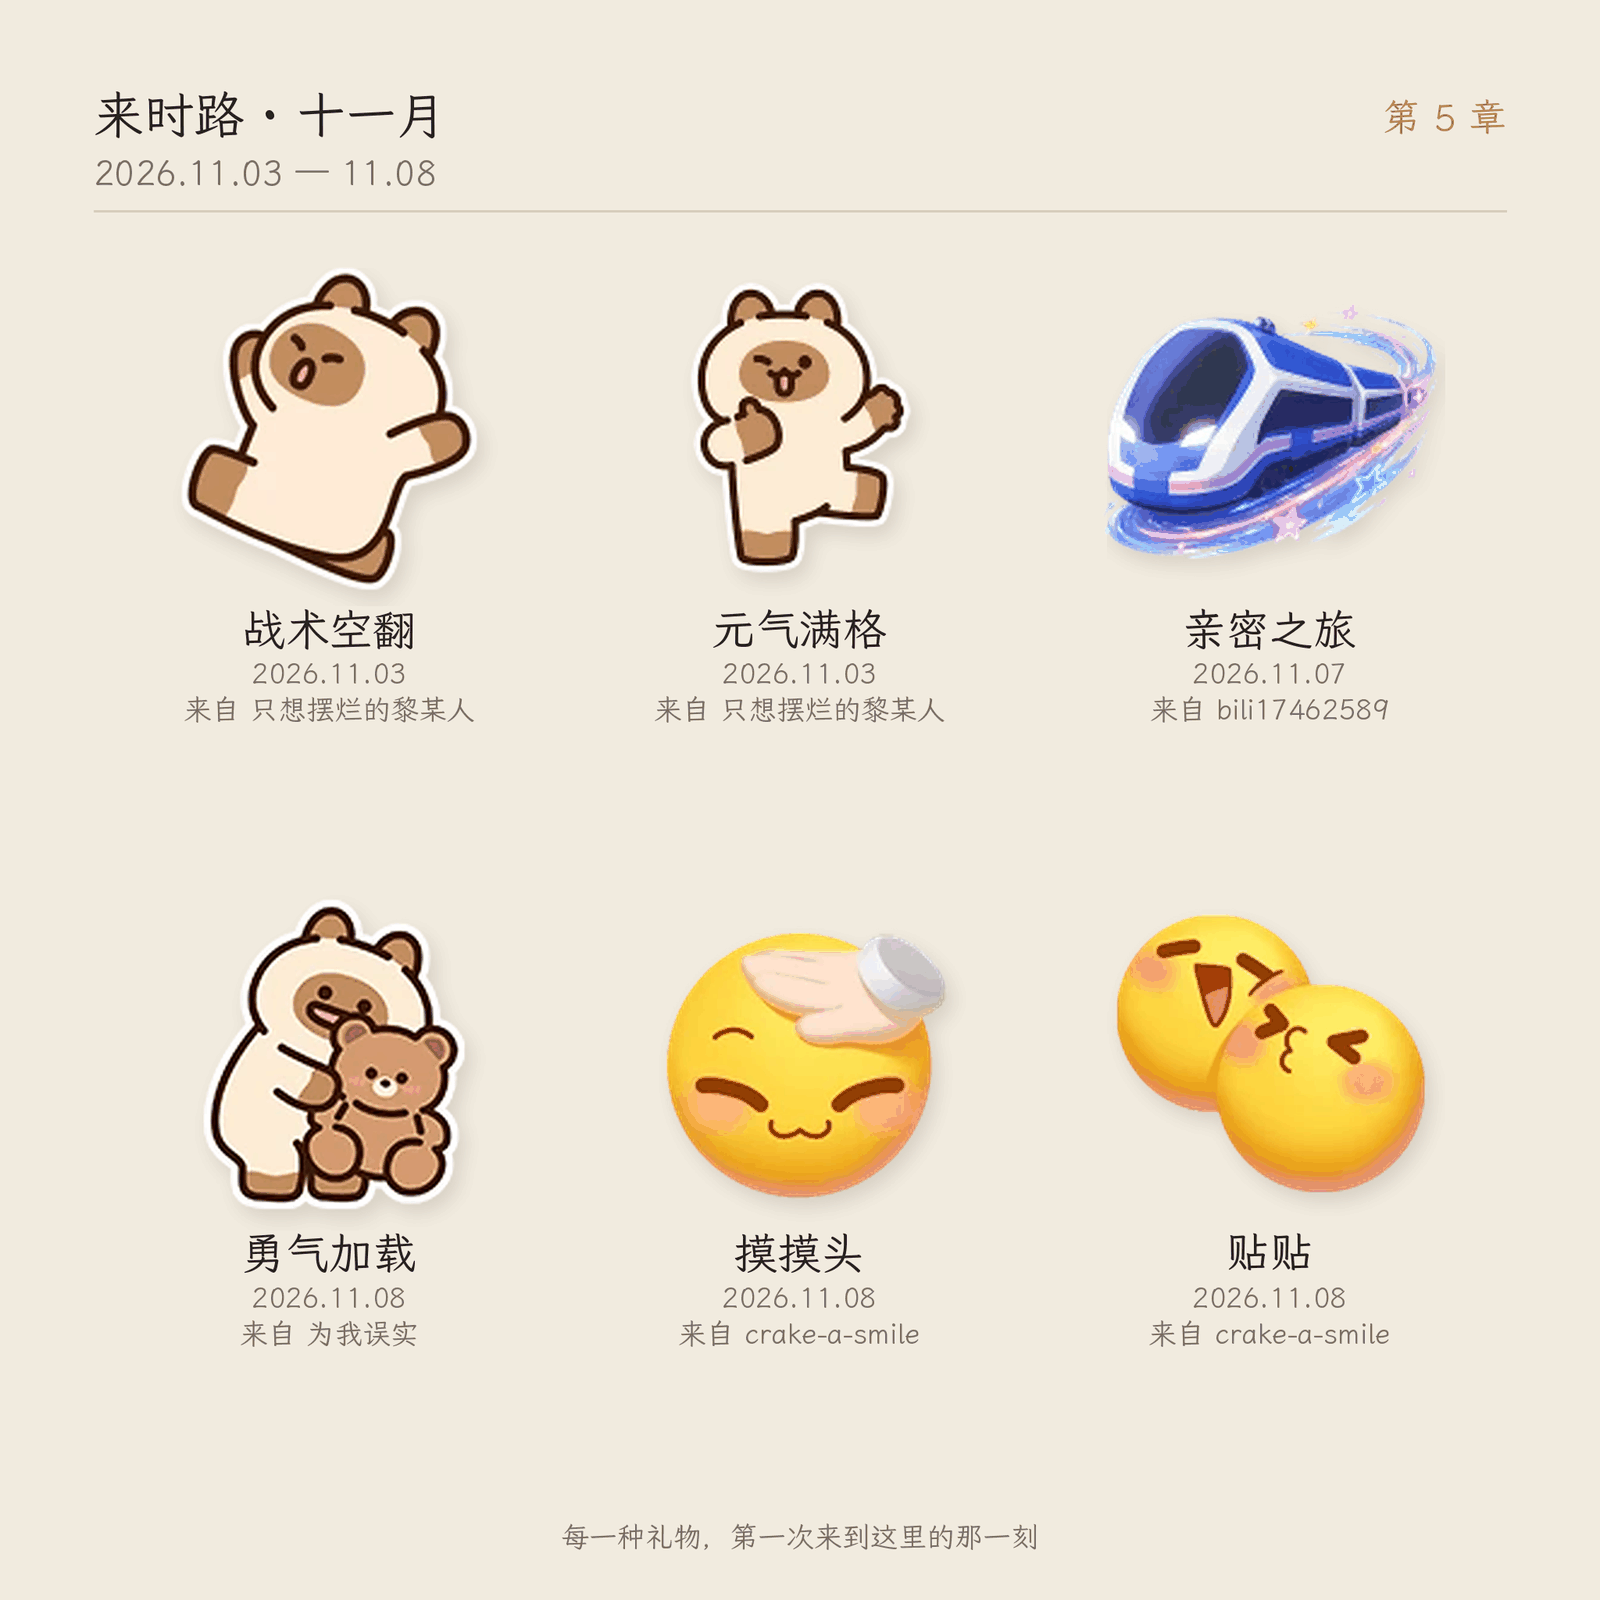 来时路·十一月
第 5 章
2026.11.03 — 11.08
战术空翻
2026.11.03
来自 只想摆烂的黎某人
元气满格
2026.11.03
来自 只想摆烂的黎某人
亲密之旅
2026.11.07
来自 bili17462589
勇气加载
2026.11.08
来自 为我误实
摸摸头
2026.11.08
来自 crake-a-smile
贴贴
2026.11.08
来自 crake-a-smile
每一种礼物，第一次来到这里的那一刻